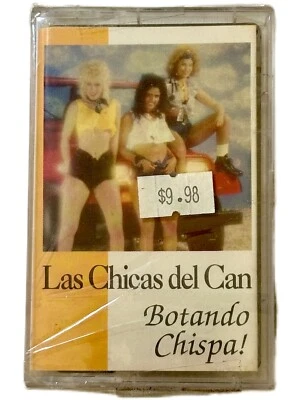 $9.98
Las Chicas del Can
Botando
Chispa!